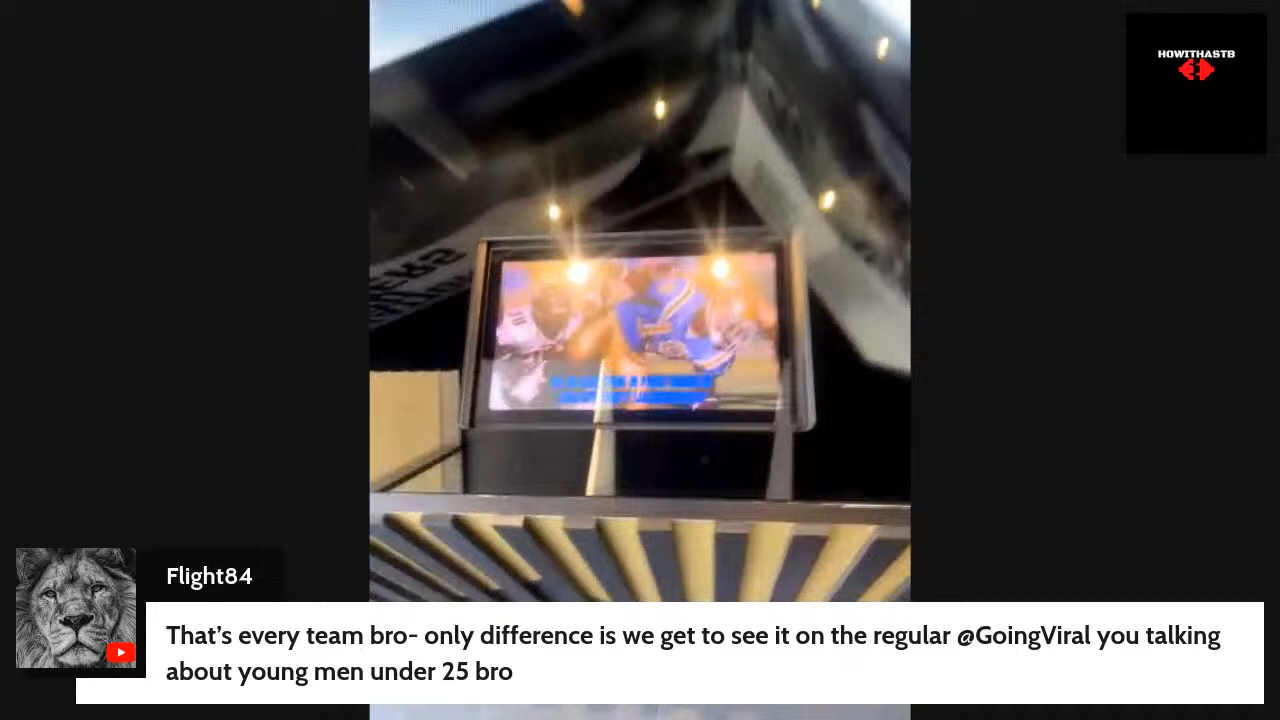 HOWITHASTB
Flight84
That's every team bro- only difference is we get to see it on the regular @GoingViral you talking
about young men under 25 bro